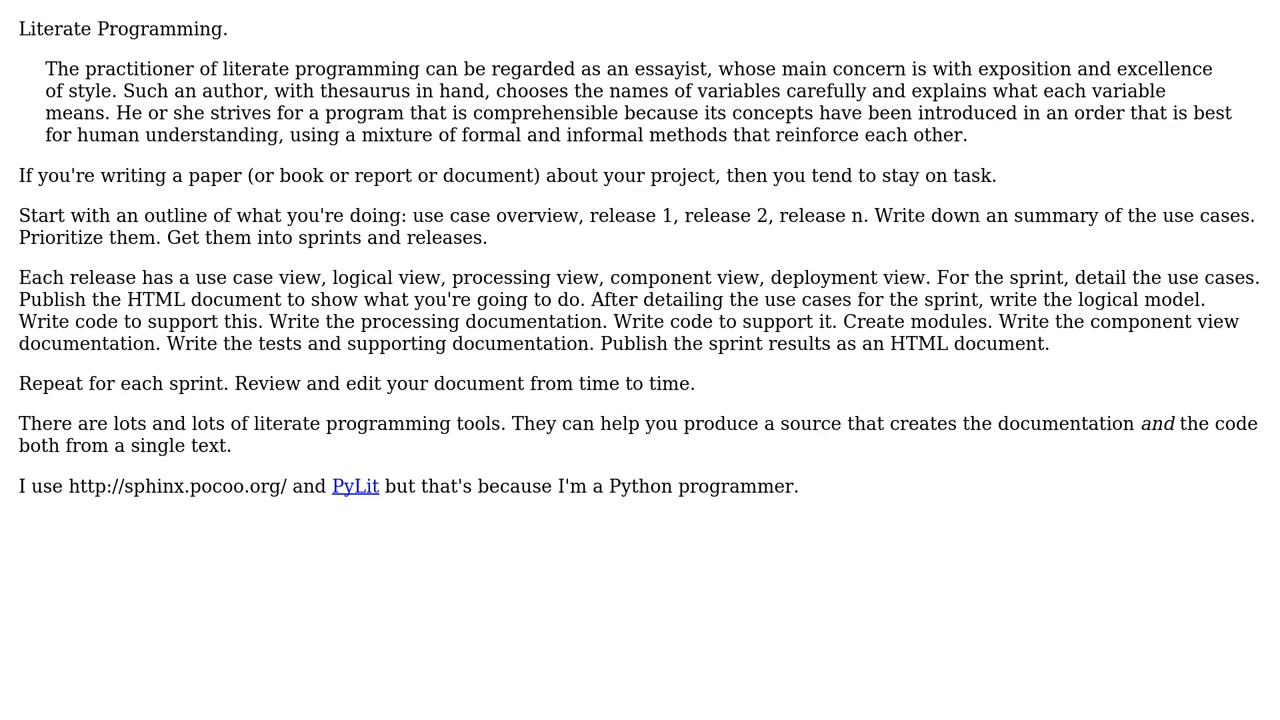 Literate Programming.
The practitioner of literate programming can be regarded as an essayist, whose main concern is with exposition and excellence
of style. Such an author, with thesaurus in hand, chooses the names of variables carefully and explains what each variable
means. He or she strives for a program that is comprehensible because its concepts have been introduced in an order that is best
for human understanding, using a mixture of formal and informal methods that reinforce each other.
If you're writing a paper (or book or report or document) about your project, then you tend to stay on task.
Start with an outline of what you're doing: use case overview, release 1, release 2, release n. Write down an summary of the use cases.
Prioritize them. Get them into sprints and releases.
Each release has a use case view, logical view, processing view, component view, deployment view. For the sprint, detail the use cases.
Publish the HTML document to show what you're going to do. After detailing the use cases for the sprint, write the logical model.
Write code to support this. Write the processing documentation. Write code to support it. Create modules. Write the component view
documentation. Write the tests and supporting documentation. Publish the sprint results as an HTML document.
Repeat for each sprint. Review and edit your document from time to time.
There are lots and lots of literate programming tools. They can help you produce a source that creates the documentation and the code
both from a single text.
I use http://sphinx.pocoo.org/ and PyLit but that's because I'm a Python programmer.